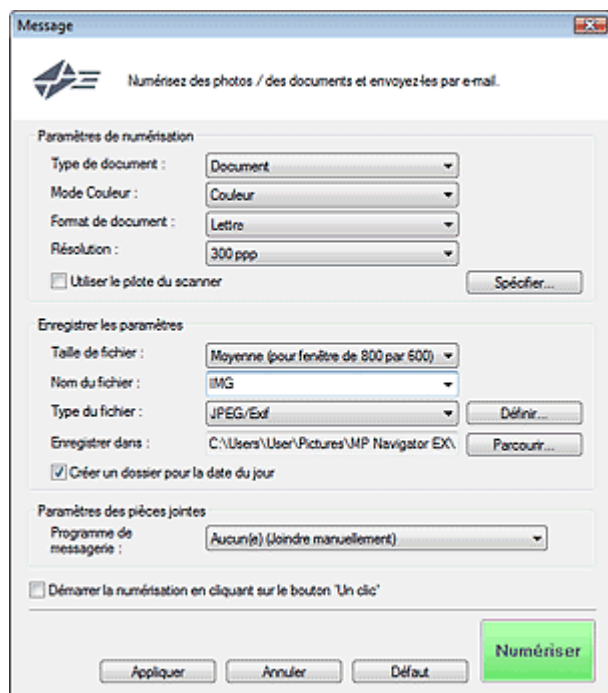 Message
Numérisez des photos / des documents et envoyez-les par e-mail.
Paramètres de numérisation
Type de document : Document
Mode Couleur : Couleur
Format de document : Lettre
Résolution : 300 ppp
Utiliser le pilote du scanner Spécifier...
Enregistrer les paramètres
Taille de fichier : Moyenne (pour fenêtre de 800 par 600)
Nom du fichier : IMG
Type du fichier : JPEG/Exif Définir...
Enregistrer dans : C:\Users\User\Pictures\MP Navigator EX\ Parcourir...
Créer un dossier pour la date du jour
Paramètres des pièces jointes
Programme de messagerie : Aucun(e) (Joindre manuellement)
Démarrer la numérisation en cliquant sur le bouton "Un clic"
Numériser
Appliquer Annuler Défaut